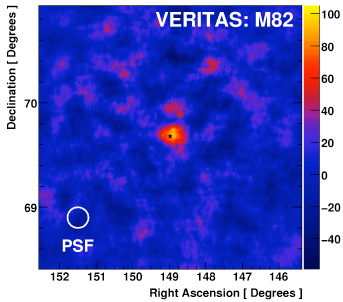 VERITAS: M82
Declination [ Degrees ]
70
69
PSF
152 151 150 149 148 147 146
Right Ascension [ Degrees ]
100
80
60
40
20
0
-20
-40